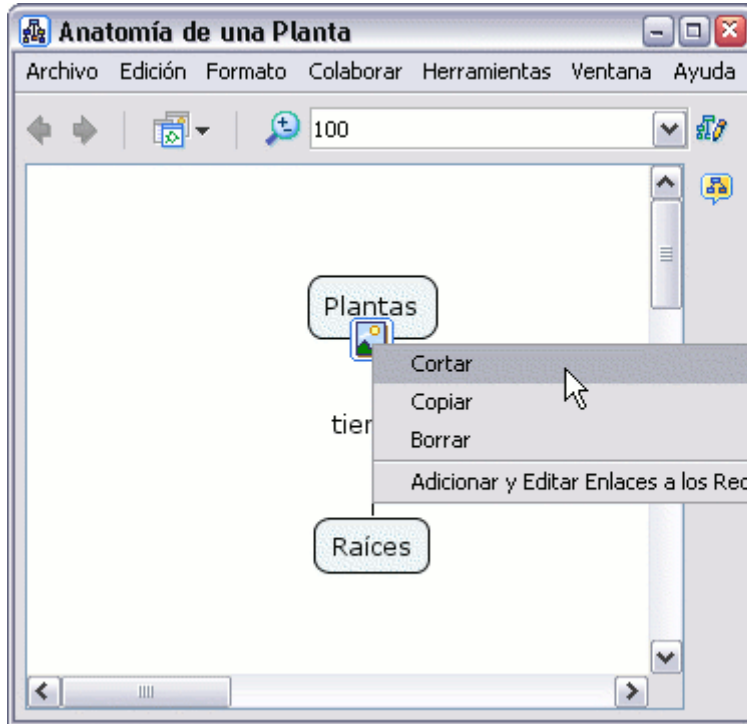 Anatomía de una Planta
Archivo Edición Formato Colaborar Herramientas Ventana Ayuda
100
Plantas
Cortar
Copiar
tien
Borrar
Adicionar y Editar Enlaces a los Rec
Raíces